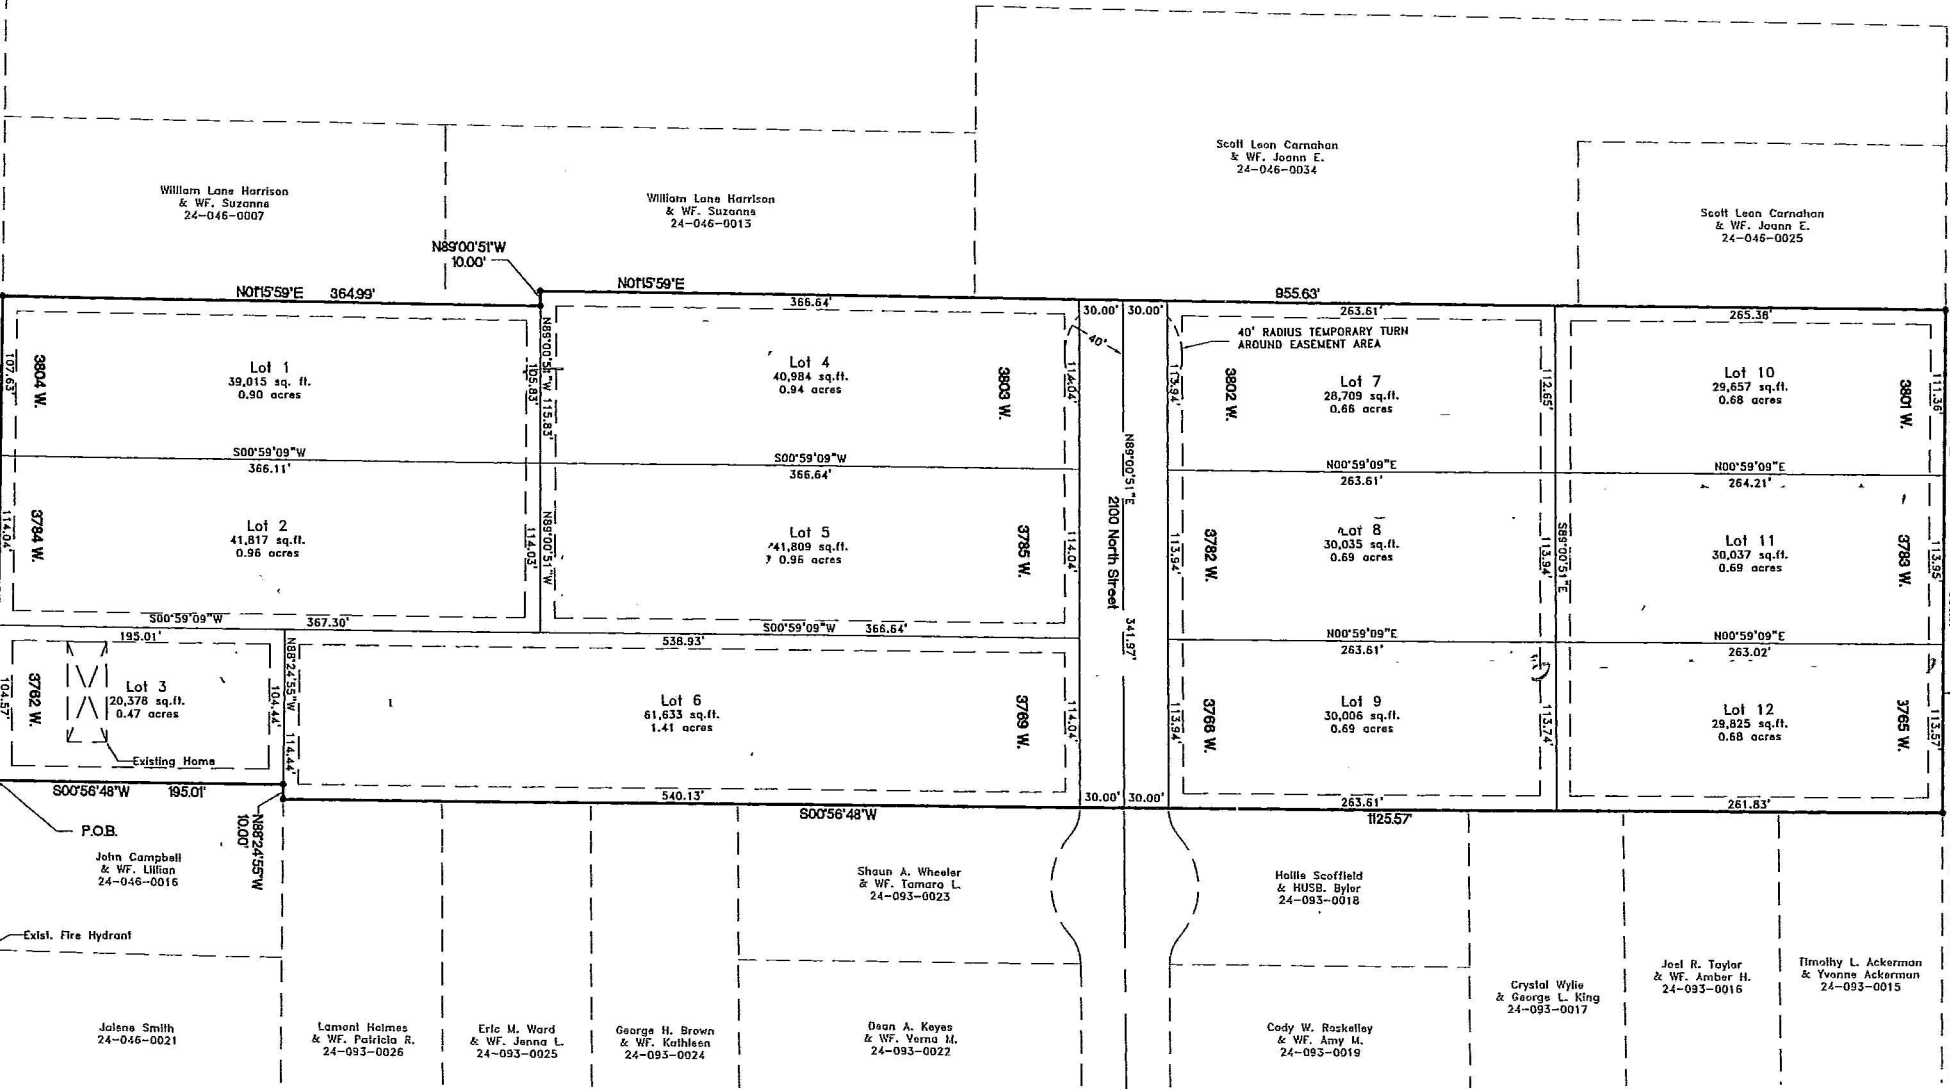 Scott Leon Carnahan
& WF. Joann E.
24-046-0034
William Lane Harrison
& WF. Suzanne
24-046-0007
William Lane Harrison
& WF. Suzanne
24-046-0013
Scott Leon Carnahan
& WF. Joann E.
24-046-0025
N89°00'51"W
10.00'
N01°15'59"E 364.99'
N01°15'59"E
955.63'
366.64'
30.00' 30.00'
263.61'
265.36'
40'
40' RADIUS TEMPORARY TURN
AROUND EASEMENT AREA
107.63'
3804 W.
Lot 1
39,015 sq. ft.
0.90 acres
105.83'
N89°00'51"W 115.83'
Lot 4
40,984 sq.ft.
0.94 acres
3803 W.
114.04'
113.94'
3802 W.
Lot 7
28,709 sq.ft.
0.66 acres
112.65'
Lot 10
29,657 sq.ft.
0.68 acres
3801 W.
111.36'
S00°59'09"W
366.11'
S00°59'09"W
366.64'
N89°00'51"E
N00°59'09"E
263.61'
N00°59'09"E
264.21'
114.04'
3784 W.
Lot 2
41,817 sq.ft.
0.96 acres
114.03'
N89°00'51"W
Lot 5
41,809 sq.ft.
0.96 acres
3785 W.
114.04'
2100 North Street
113.94'
3782 W.
Lot 8
30,035 sq.ft.
0.69 acres
113.94'
S89°00'51"E
Lot 11
30,037 sq.ft.
0.69 acres
3783 W.
113.95'
S00°59'09"W
367.30'
S00°59'09"W 366.64'
341.97'
195.01'
538.93'
N00°59'09"E
263.61'
N00°59'09"E
263.02'
104.57'
3762 W.
Lot 3
20,378 sq.ft.
0.47 acres
104.44'
Existing Home
N88°24'55"W 114.44'
Lot 6
61,633 sq.ft.
1.41 acres
3769 W.
114.04'
113.94'
3766 W.
Lot 9
30,006 sq.ft.
0.69 acres
113.74'
Lot 12
29,825 sq.ft.
0.68 acres
3765 W.
113.57'
S00°56'48"W 195.01'
540.13'
30.00' 30.00'
263.61'
261.83'
S00°56'48"W
1125.57'
P.O.B.
N88°24'55"W
10.00'
John Campbell
& WF. Lillian
24-046-0016
Shaun A. Wheeler
& WF. Tamara L.
24-093-0023
Hollie Scoffield
& HUSB. Byler
24-093-0018
Exist. Fire Hydrant
Jalene Smith
24-046-0021
Lamont Holmes
& WF. Patricia R.
24-093-0026
Eric M. Ward
& WF. Jenna L.
24-093-0025
George H. Brown
& WF. Kathleen
24-093-0024
Dean A. Keyes
& WF. Verna M.
24-093-0022
Cody W. Roskelley
& WF. Amy M.
24-093-0019
Crystal Wylie
& George L. King
24-093-0017
Joel R. Taylor
& WF. Amber H.
24-093-0016
Timothy L. Ackerman
& Yvonne Ackerman
24-093-0015